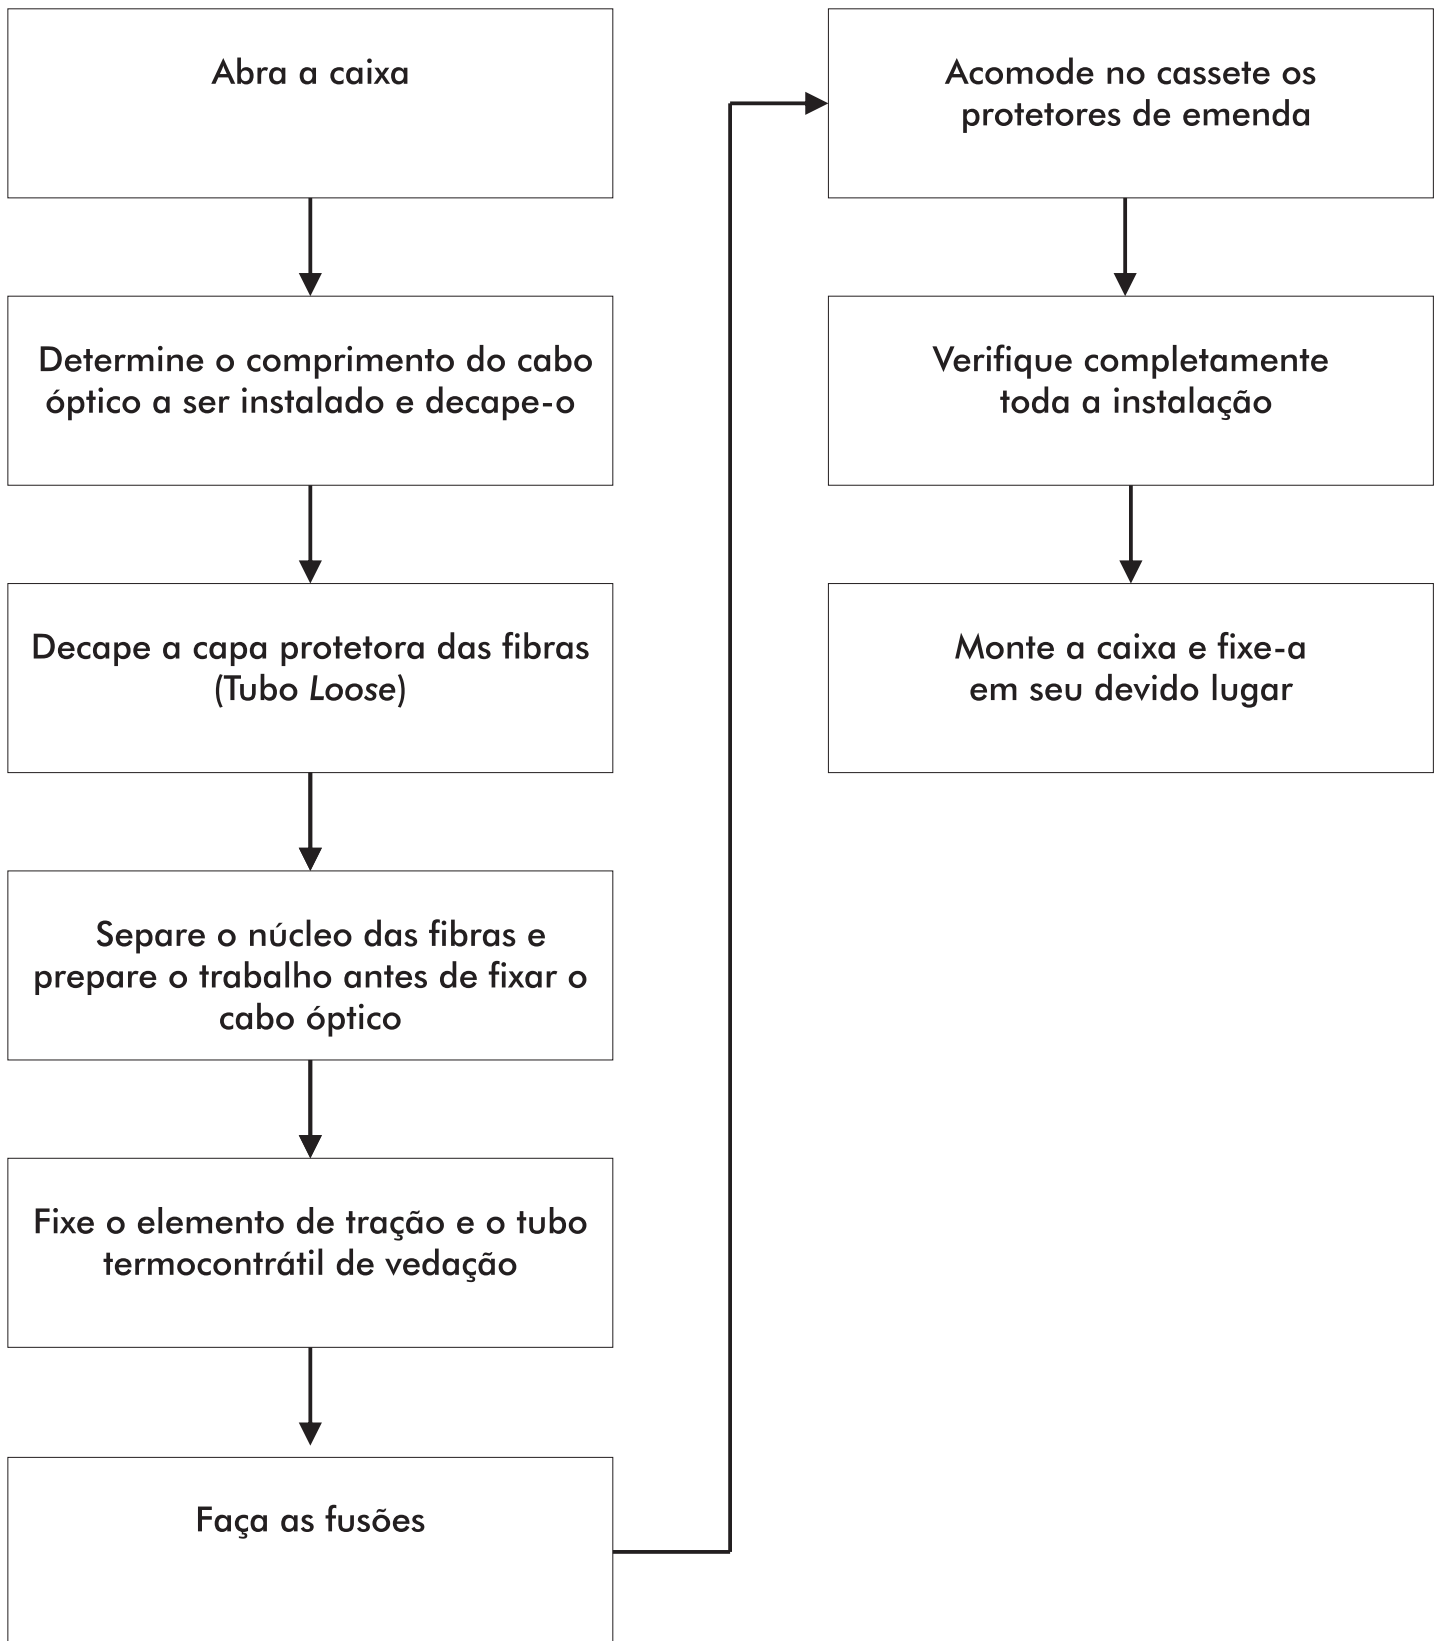 Abra a caixa
Determine o comprimento do cabo
óptico a ser instalado e decape-o
Decape a capa protetora das fibras
(Tubo Loose)
Separe o núcleo das fibras e
prepare o trabalho antes de fixar o
cabo óptico
Fixe o elemento de tração e o tubo
termocontrátil de vedação
Faça as fusões
Acomode no cassete os
protetores de emenda
Verifique completamente
toda a instalação
Monte a caixa e fixe-a
em seu devido lugar